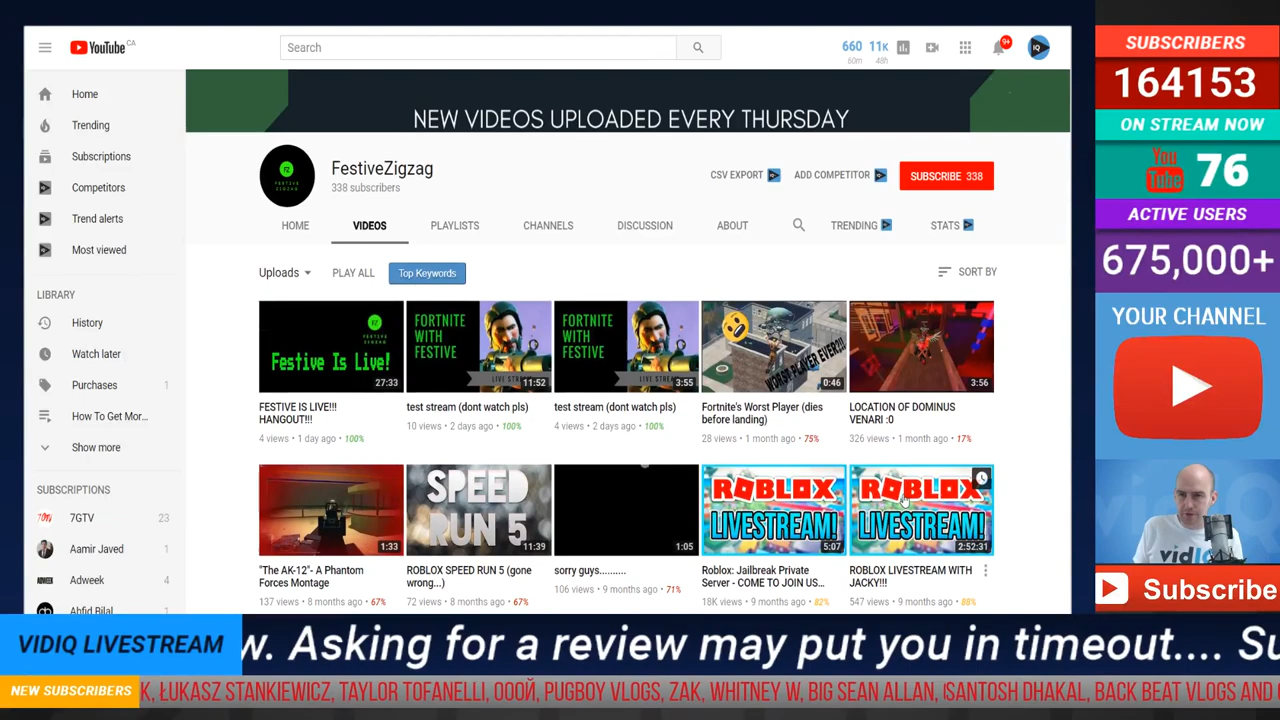 YouTube CA
Search
660 11K
60m 48h
9+
IQ
SUBSCRIBERS
164153
ON STREAM NOW
You Tube 76
ACTIVE USERS
675,000+
YOUR CHANNEL
Home
Trending
Subscriptions
Competitors
Trend alerts
Most viewed
LIBRARY
History
Watch later
Purchases 1
How To Get Mor...
Show more
SUBSCRIPTIONS
7GTV 23
Aamir Javed
Adweek 4
Ahfid Bilal
NEW VIDEOS UPLOADED EVERY THURSDAY
FestiveZigzag
338 subscribers
CSV EXPORT
ADD COMPETITOR
SUBSCRIBE 338
HOME VIDEOS PLAYLISTS CHANNELS DISCUSSION ABOUT TRENDING STATS
Uploads PLAY ALL Top Keywords SORT BY
Festive Is Live!
27:33
FORTNITE WITH FESTIVE
11:52
FORTNITE WITH FESTIVE
3:55
WORST PLAYER EVER?!!
0:46
3:56
FESTIVE IS LIVE!!!
HANGOUT!!!
4 views • 1 day ago • 100%
test stream (dont watch pls)
10 views • 2 days ago • 100%
test stream (dont watch pls)
4 views • 2 days ago • 100%
Fortnite's Worst Player (dies
before landing)
28 views • 1 month ago • 75%
LOCATION OF DOMINUS
VENARI :0
326 views • 1 month ago • 17%
1:33
SPEED
RUN 5
11:39
1:05
ROBLOX
LIVESTREAM!
5:07
ROBLOX
LIVESTREAM!
2:52:31
"The AK-12"- A Phantom
Forces Montage
137 views • 8 months ago • 67%
ROBLOX SPEED RUN 5 (gone
wrong...)
72 views • 8 months ago • 67%
sorry guys..........
106 views • 9 months ago • 71%
Roblox: Jailbreak Private
Server - COME TO JOIN US...
18K views • 9 months ago • 82%
ROBLOX LIVESTREAM WITH
JACKY!!!
547 views • 9 months ago • 88%
Subscribe
VIDIQ LIVESTREAM
w. Asking for a review may put you in timeout.... Su
NEW SUBSCRIBERS
K, ŁUKASZ STANKIEWICZ, TAYLOR TOFANELLI, OOOЙ, PUGBOY VLOGS, ZAK, WHITNEY W, BIG SEAN ALLAN, ISANTOSH DHAKAL, BACK BEAT VLOGS AND